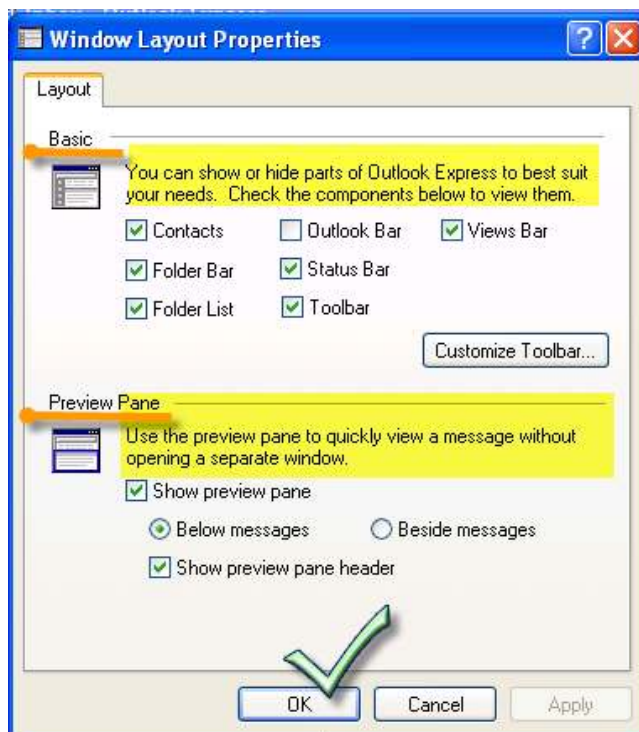 Window Layout Properties
Layout
Basic
You can show or hide parts of Outlook Express to best suit
your needs. Check the components below to view them.
Contacts Outlook Bar Views Bar
Folder Bar Status Bar
Folder List Toolbar
Customize Toolbar...
Preview Pane
Use the preview pane to quickly view a message without
opening a separate window.
Show preview pane
Below messages Beside messages
Show preview pane header
OK Cancel Apply